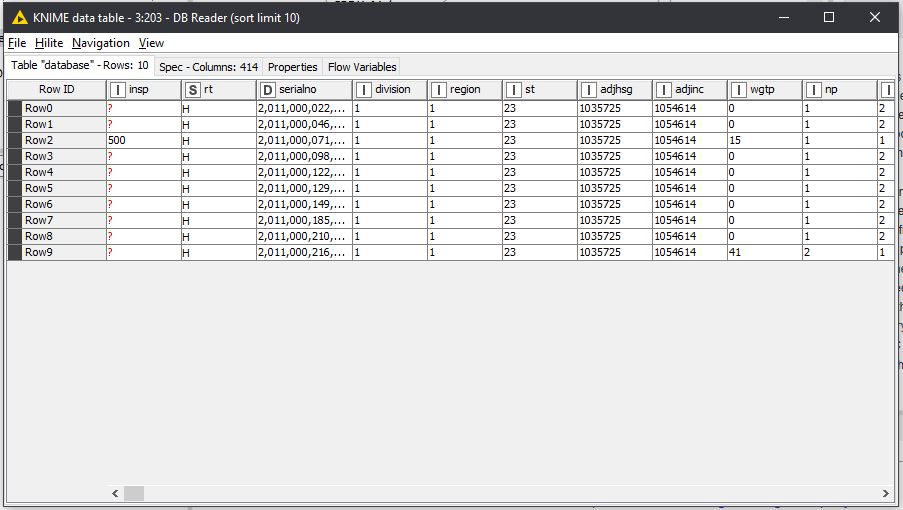 KNIME data table - 3:203 - DB Reader (sort limit 10)
File Hilite Navigation View
Table "database" - Rows: 10 Spec - Columns: 414 Properties Flow Variables
Row ID I insp S rt D serialno I division I region I st I adjhsg I adjinc I wgtp I np I
Row0 ? H 2,011,000,022,... 1 1 23 1035725 1054614 0 1 2
Row1 ? H 2,011,000,046,... 1 1 23 1035725 1054614 0 1 2
Row2 500 H 2,011,000,071,... 1 1 23 1035725 1054614 15 1 1
Row3 ? H 2,011,000,098,... 1 1 23 1035725 1054614 0 1 2
Row4 ? H 2,011,000,122,... 1 1 23 1035725 1054614 0 1 2
Row5 ? H 2,011,000,129,... 1 1 23 1035725 1054614 0 1 2
Row6 ? H 2,011,000,149,... 1 1 23 1035725 1054614 0 1 2
Row7 ? H 2,011,000,185,... 1 1 23 1035725 1054614 0 1 2
Row8 ? H 2,011,000,210,... 1 1 23 1035725 1054614 0 1 2
Row9 ? H 2,011,000,216,... 1 1 23 1035725 1054614 41 2 1